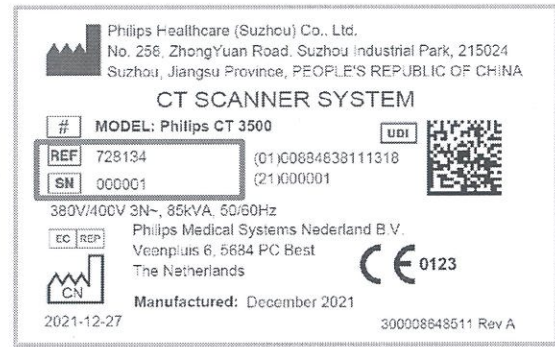 Philips Healthcare (Suzhou) Co., Ltd.
No. 258, ZhongYuan Road, Suzhou Industrial Park, 215024
Suzhou, Jiangsu Province, PEOPLE'S REPUBLIC OF CHINA
CT SCANNER SYSTEM
# MODEL: Philips CT 3500
UDI
REF 728134
(01)00884838111318
SN 000001
(21)000001
380V/400V 3N~, 85kVA, 50/60Hz
EC REP
Philips Medical Systems Nederland B.V.
Veenpluis 6, 5684 PC Best
The Netherlands
CE 0123
CN
Manufactured: December 2021
2021-12-27
300008648511 Rev A